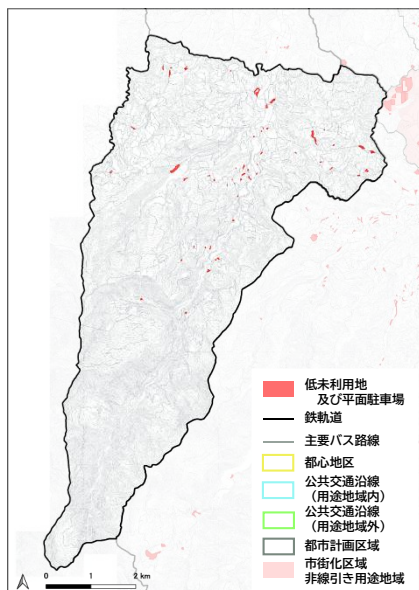 低未利用地
及び平面駐車場
鉄軌道
主要バス路線
都心地区
公共交通沿線
（用途地域内）
公共交通沿線
（用途地域外）
都市計画区域
市街化区域
非線引き用途地域
0 1 2 km